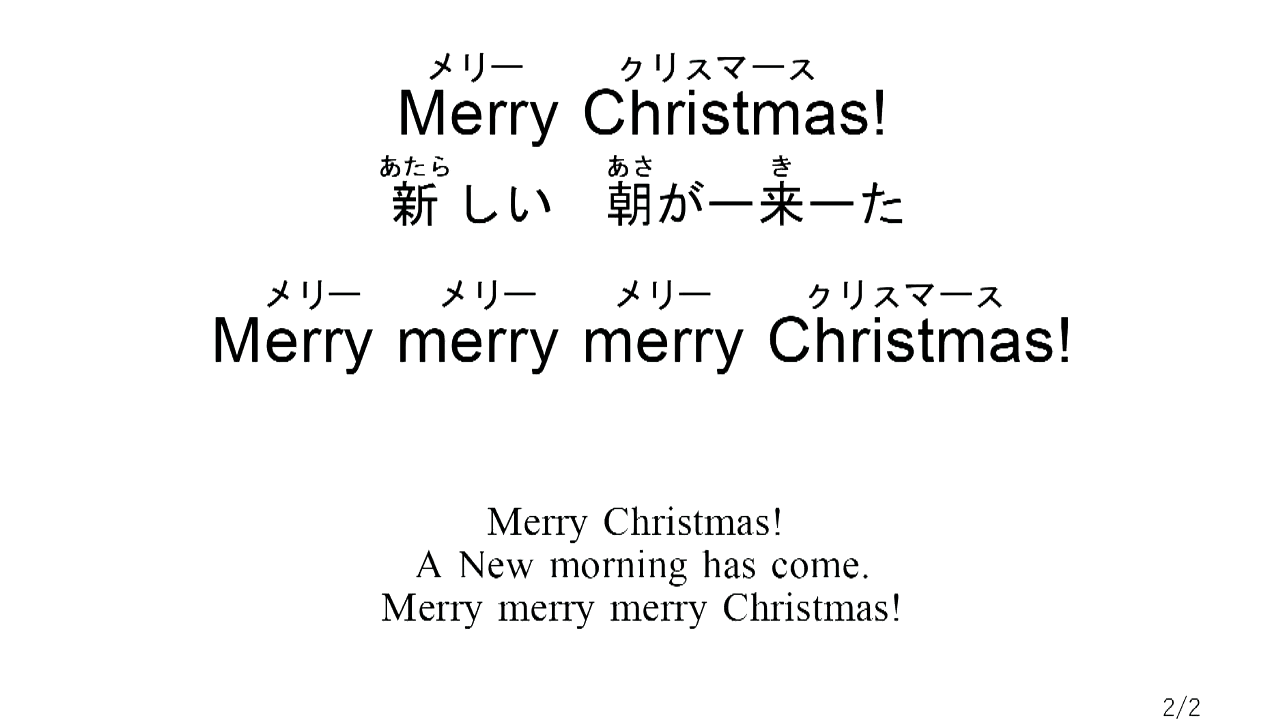 メリー クリスマース
Merry Christmas!
あたら あさ き
新しい 朝がー来ーた
メリー メリー メリー クリスマース
Merry merry merry Christmas!
Merry Christmas!
A New morning has come.
Merry merry merry Christmas!
2/2